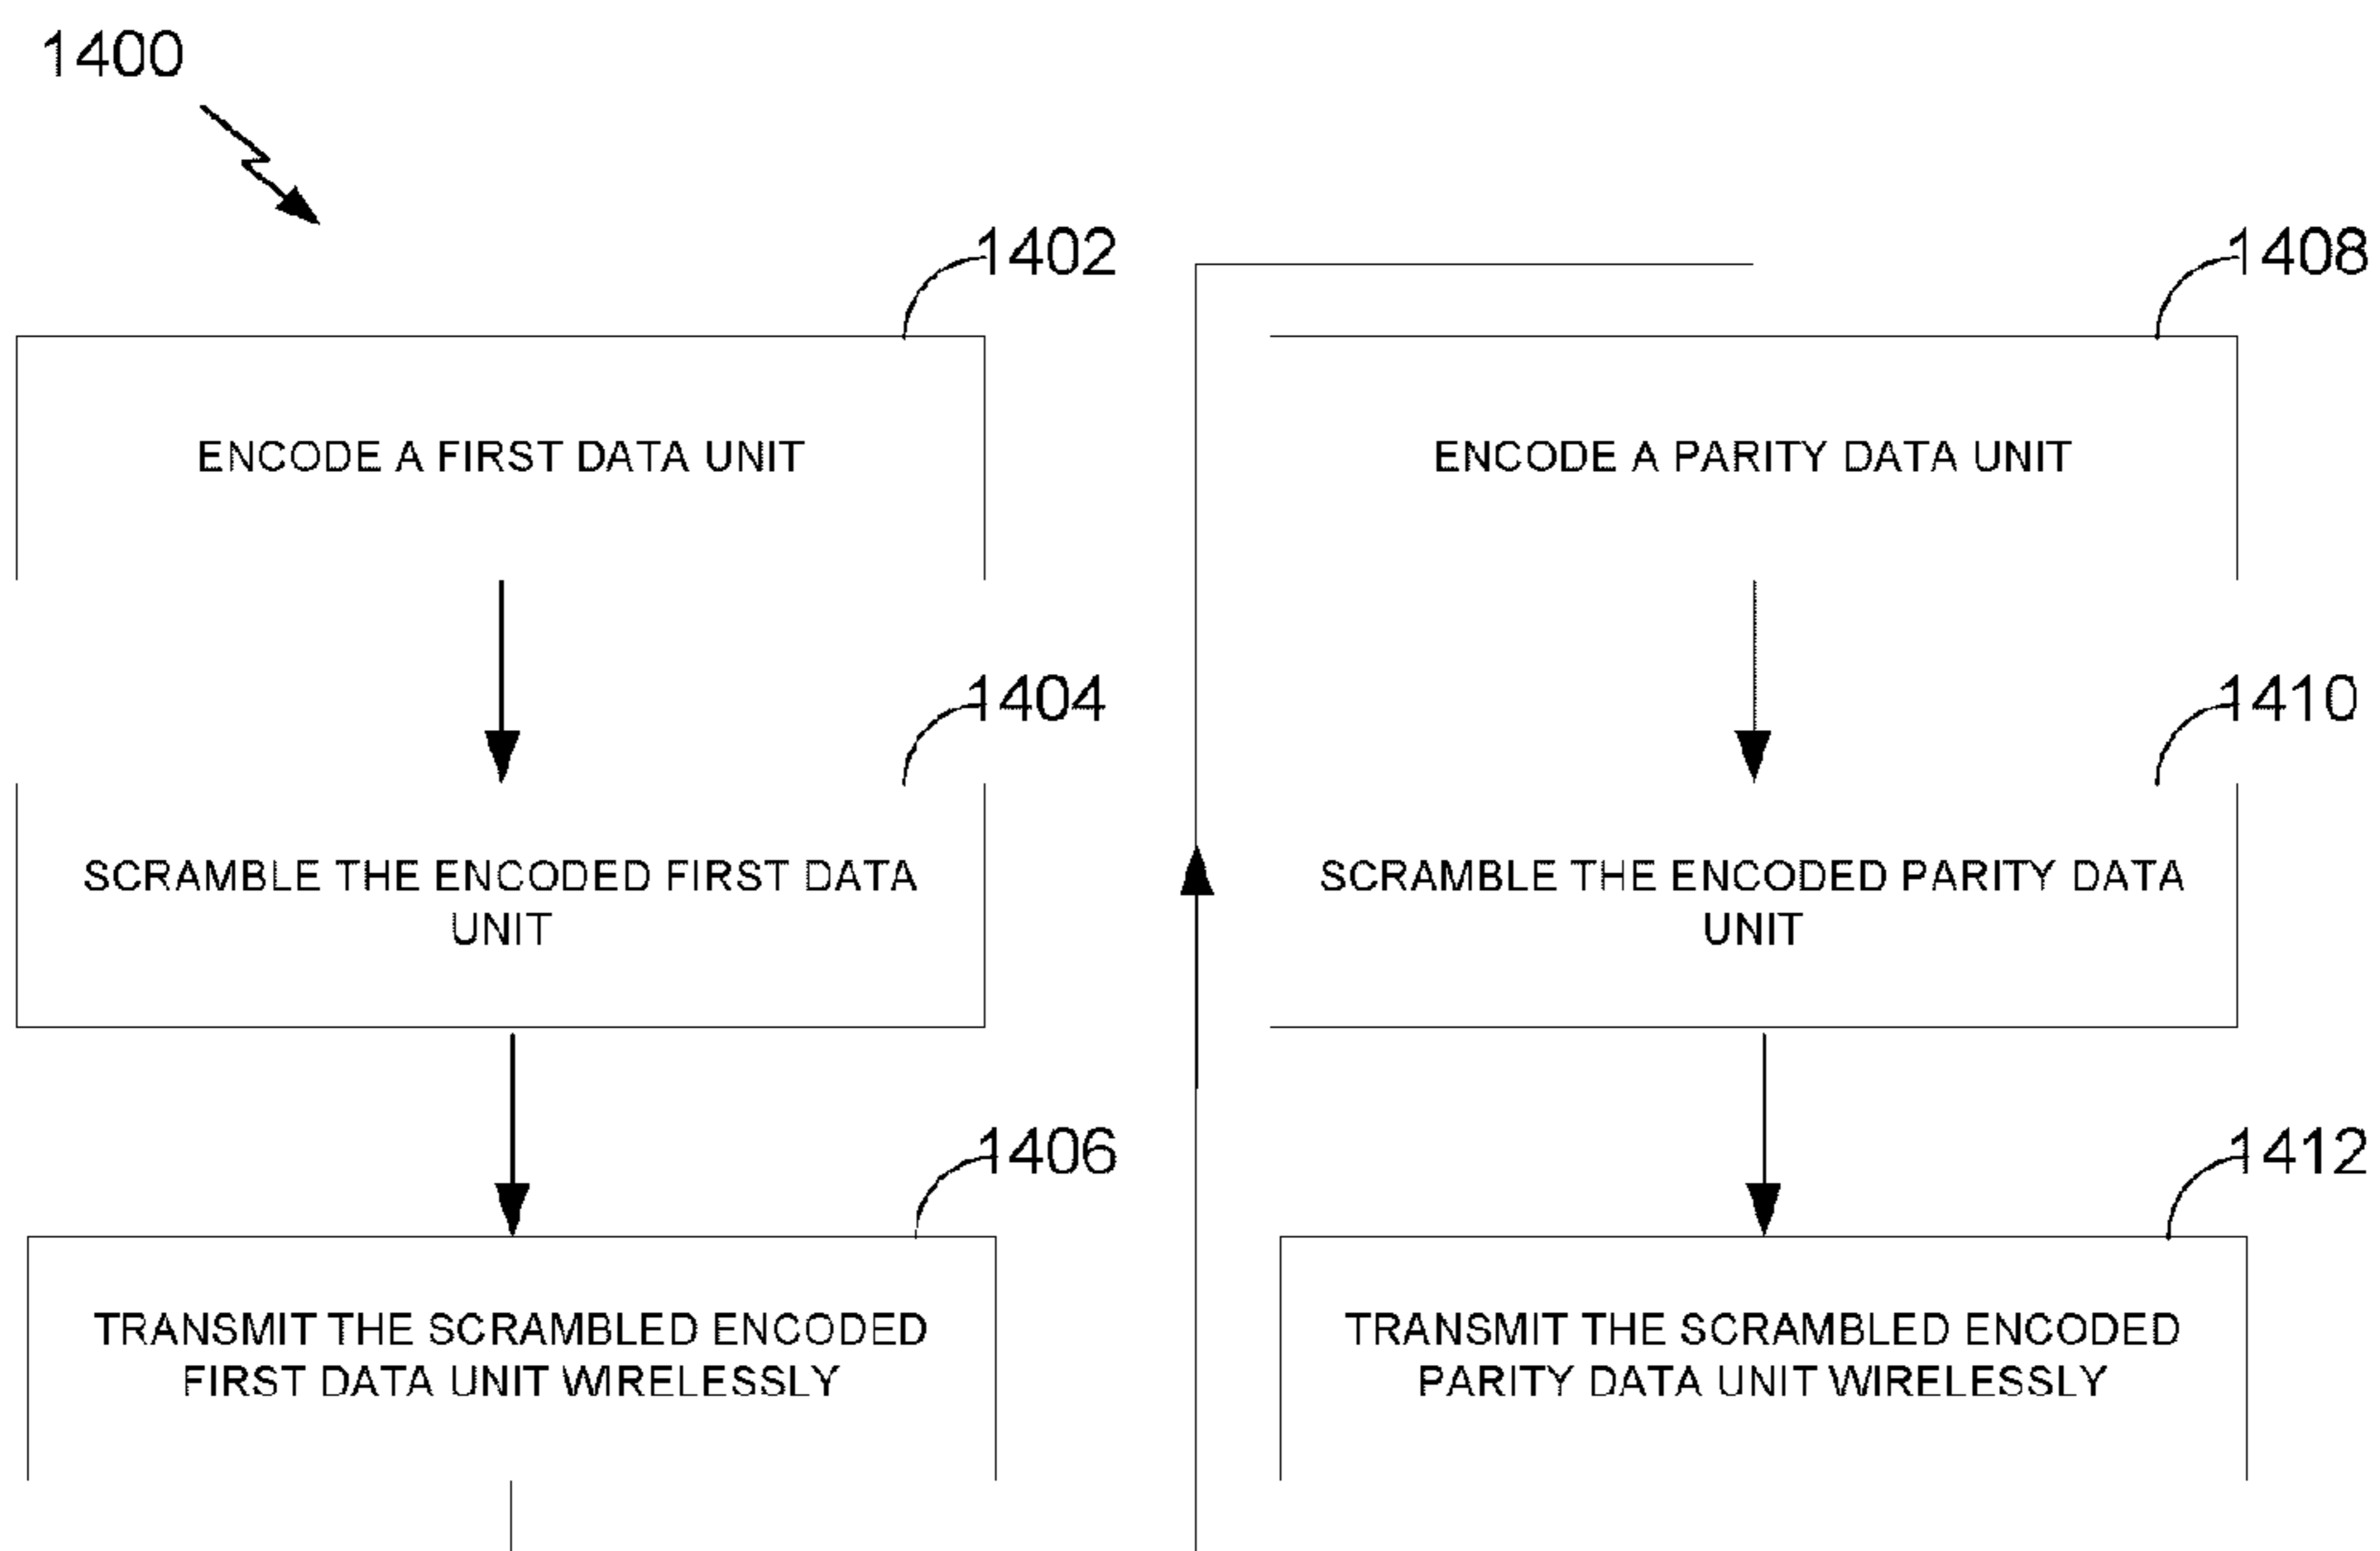 1400
1402
ENCODE A FIRST DATA UNIT
1404
SCRAMBLE THE ENCODED FIRST DATA
UNIT
1406
TRANSMIT THE SCRAMBLED ENCODED
FIRST DATA UNIT WIRELESSLY
1408
ENCODE A PARITY DATA UNIT
1410
SCRAMBLE THE ENCODED PARITY DATA
UNIT
1412
TRANSMIT THE SCRAMBLED ENCODED
PARITY DATA UNIT WIRELESSLY